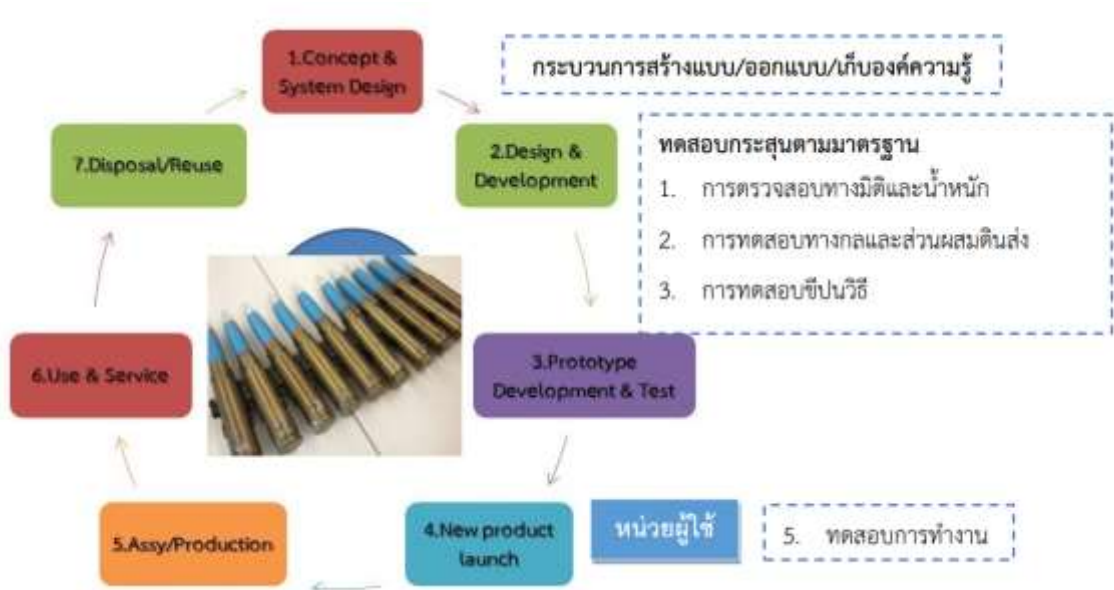 1.Concept &
System Design
กระบวนการสร้างแบบ/ออกแบบ/เก็บองค์ความรู้
2.Design &
Development
ทดสอบกระสุนตามมาตรฐาน
1. การตรวจสอบทางมิติและน้ำหนัก
2. การทดสอบทางกลและส่วนผสมดินส่ง
3. การทดสอบขีปนวิธี
3.Prototype
Development & Test
4.New product
launch
หน่วยผู้ใช้
5. ทดสอบการทำงาน
5.Assy/Production
6.Use & Service
7.Disposal/Reuse